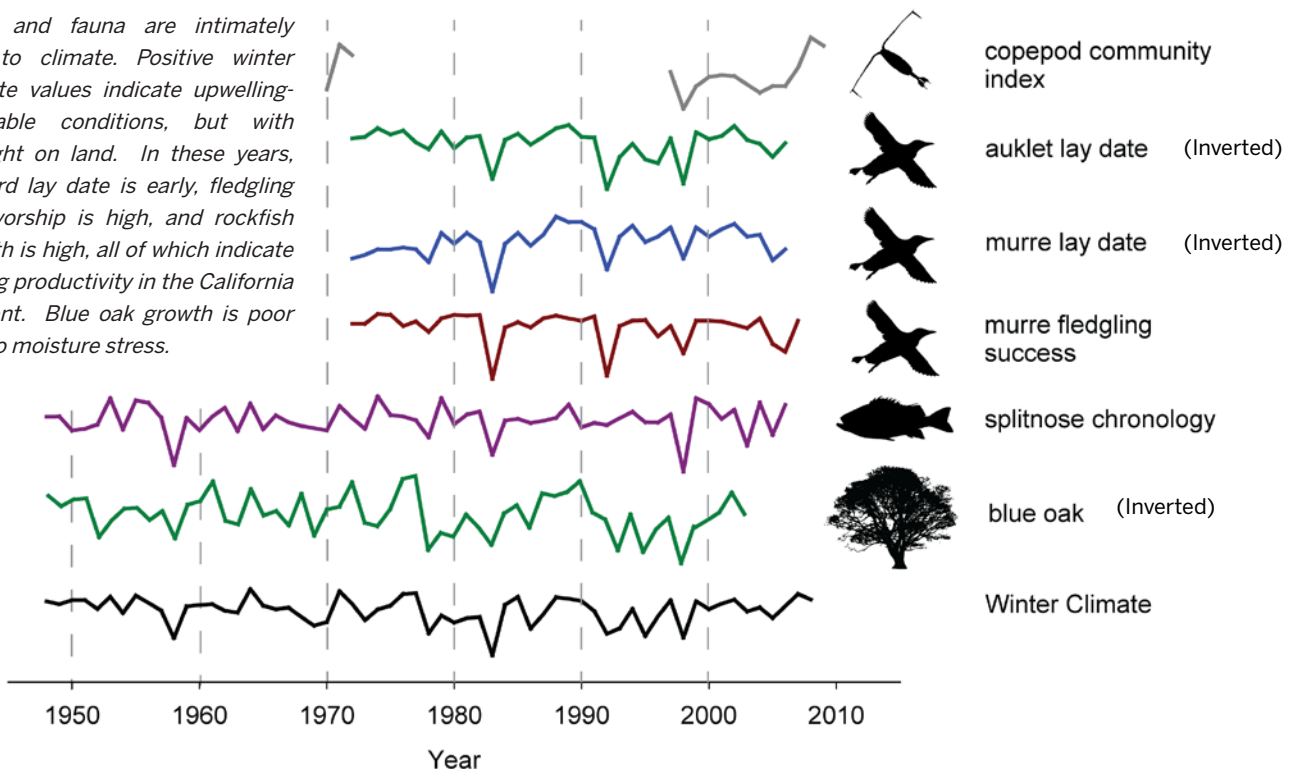 and fauna are intimately
to climate. Positive winter
te values indicate upwelling-
able conditions, but with
ght on land. In these years,
rd lay date is early, fledgling
vorship is high, and rockfish
th is high, all of which indicate
g productivity in the California
nt. Blue oak growth is poor
o moisture stress.
copepod community
index
auklet lay date (Inverted)
murre lay date (Inverted)
murre fledgling
success
splitnose chronology
blue oak (Inverted)
Winter Climate
1950 1960 1970 1980 1990 2000 2010
Year